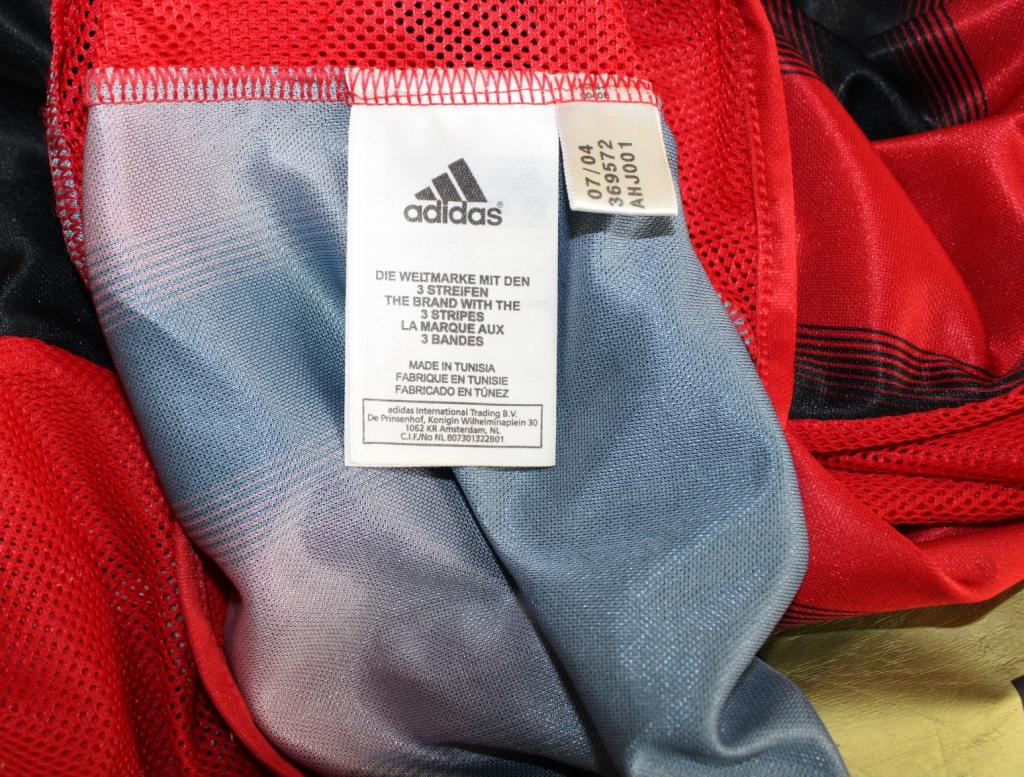 adidas®
DIE WELTMARKE MIT DEN
3 STREIFEN
THE BRAND WITH THE
3 STRIPES
LA MARQUE AUX
3 BANDES
MADE IN TUNISIA
FABRIQUE EN TUNISIE
FABRICADO EN TÚNEZ
adidas International Trading B.V.
De Prinsenhof, Konigin Wilhelminaplein 30
1062 KR Amsterdam, NL
C.I.F./No NL 807301322B01
07/04
369572
AHJ001